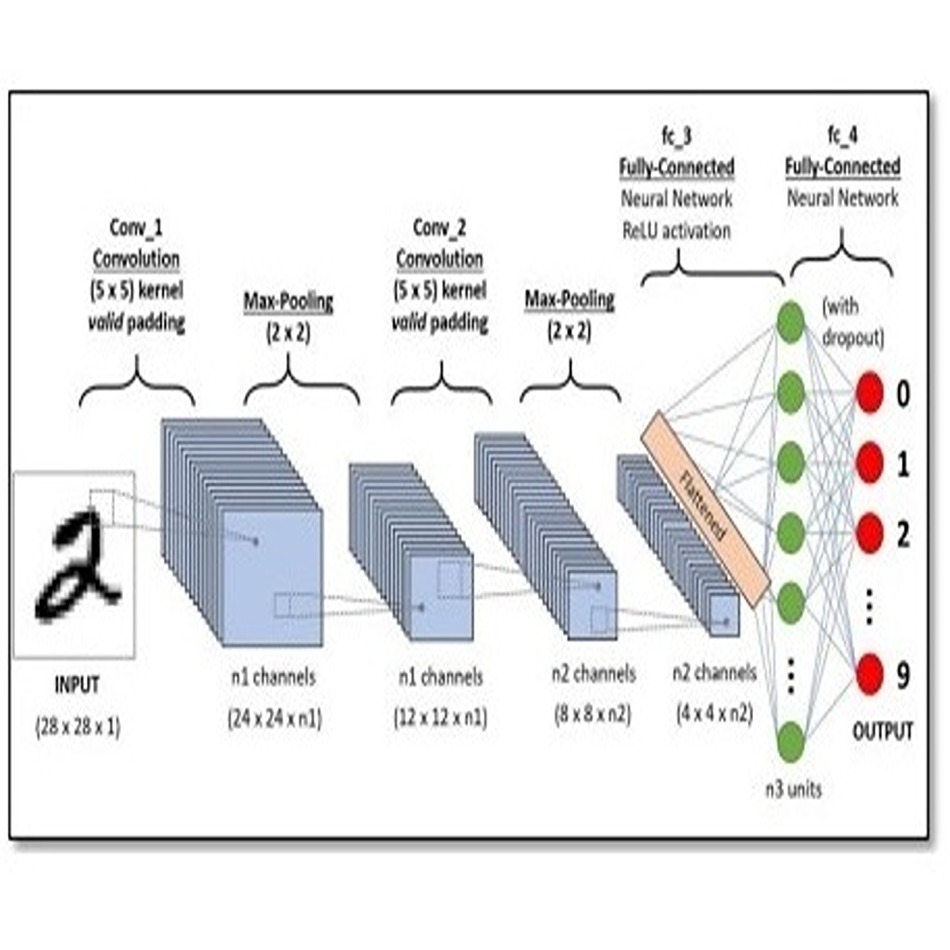 fc_3
Fully-Connected
Neural Network
ReLU activation
fc_4
Fully-Connected
Neural Network
Conv_1
Convolution
(5 x 5) kernel
valid padding
Max-Pooling
(2 x 2)
Conv_2
Convolution
(5 x 5) kernel
valid padding
Max-Pooling
(2 x 2)
(with
dropout)
Flattened
0
1
2
9
INPUT
(28 x 28 x 1)
n1 channels
(24 x 24 x n1)
n1 channels
(12 x 12 x n1)
n2 channels
(8 x 8 x n2)
n2 channels
(4 x 4 x n2)
OUTPUT
n3 units